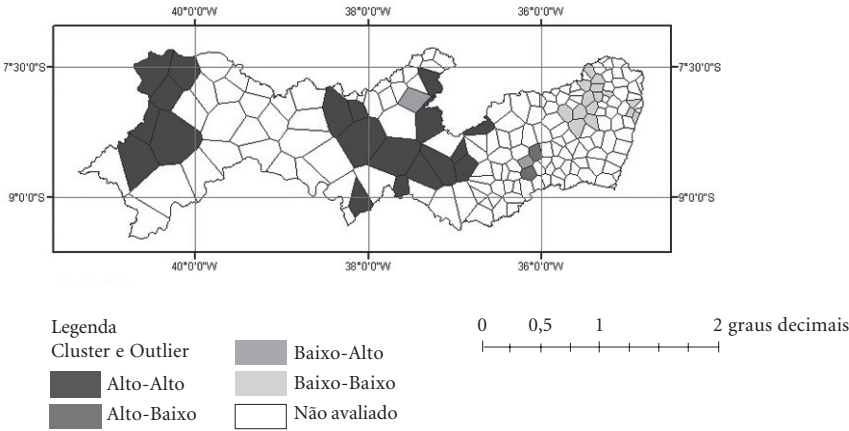 40°0'0"W 38°0'0"W 36°0'0"W
7°30'0"S 7°30'0"S
9°0'0"S 9°0'0"S
40°0'0"W 38°0'0"W 36°0'0"W
Legenda
Cluster e Outlier
Alto-Alto
Alto-Baixo
Baixo-Alto
Baixo-Baixo
Não avaliado
0 0,5 1 2 graus decimais